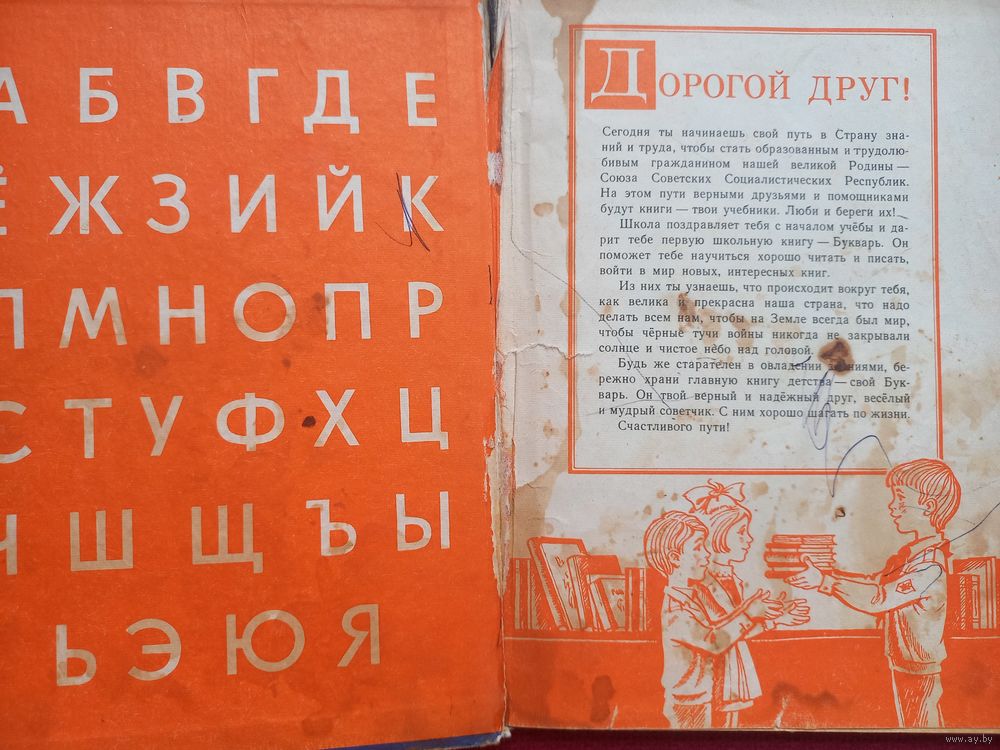 А Б В Г Д Е
Ё Ж З И Й К
Л М Н О П Р
С Т У Ф Х Ц
Ч Ш Щ Ъ Ы
Ь Э Ю Я
ДОРОГОЙ ДРУГ!
Сегодня ты начинаешь свой путь в Страну зна-
ний и труда, чтобы стать образованным и трудолю-
бивым гражданином нашей великой Родины —
Союза Советских Социалистических Республик.
На этом пути верными друзьями и помощниками
будут книги — твои учебники. Люби и береги их!
Школа поздравляет тебя с началом учёбы и да-
рит тебе первую школьную книгу — Букварь. Он
поможет тебе научиться хорошо читать и писать,
войти в мир новых, интересных книг.
Из них ты узнаешь, что происходит вокруг тебя,
как велика и прекрасна наша страна, что надо
делать всем нам, чтобы на Земле всегда был мир,
чтобы чёрные тучи войны никогда не закрывали
солнце и чистое небо над головой.
Будь же старателен в овладении знаниями, бе-
режно храни главную книгу детства — свой Бук-
варь. Он твой верный и надёжный друг, весёлый
и мудрый советчик. С ним хорошо шагать по жизни.
Счастливого пути!
www.ay.by